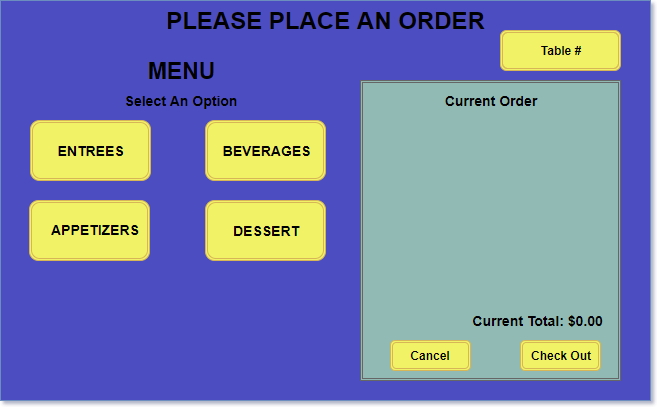 PLEASE PLACE AN ORDER
Table #
MENU
Select An Option
Current Order
ENTREES
BEVERAGES
APPETIZERS
DESSERT
Current Total: $0.00
Cancel
Check Out